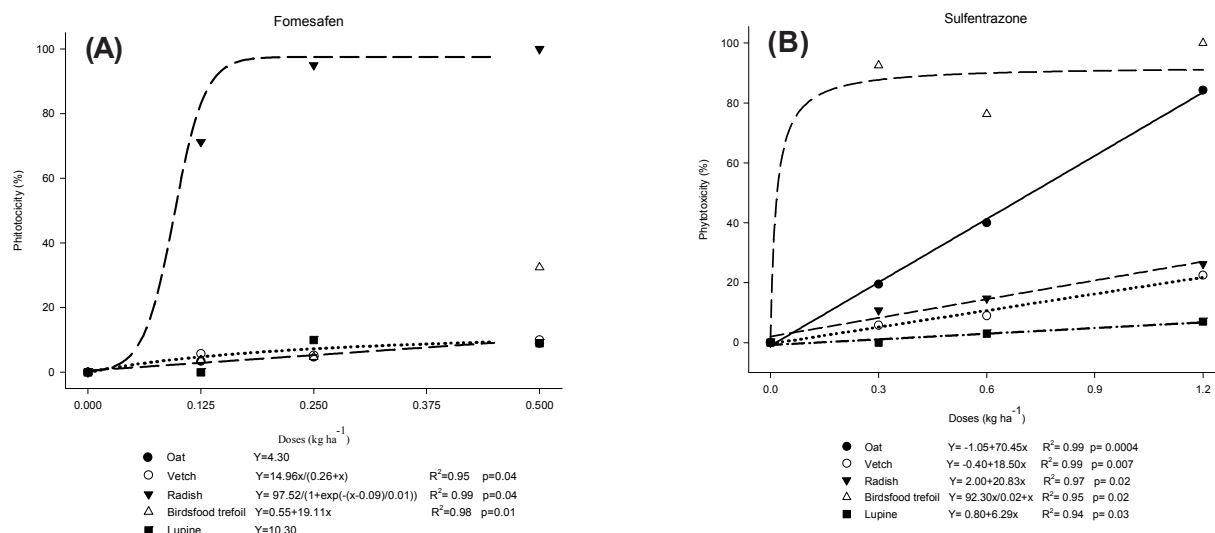 Fomesafen
(A)
100
80
60
40
20
0
Phitotocicity (%)
0.000 0.125 0.250 0.375 0.500
Doses (kg ha-1)
Oat Y=4.30
Vetch Y=14.96x/(0.26+x) R2=0.95 p=0.04
Radish Y= 97.52/(1+exp(-(x-0.09)/0.01)) R2= 0.99 p=0.04
Birdsfood trefoil Y=0.55+19.11x R2=0.98 p=0.01
Lupine Y=10.30
Sulfentrazone
(B)
100
80
60
40
20
0
Phytotoxicity (%)
0.0 0.3 0.6 0.9 1.2
Doses (kg ha-1)
Oat Y= -1.05+70.45x R2= 0.99 p= 0.0004
Vetch Y= -0.40+18.50x R2= 0.99 p= 0.007
Radish Y= 2.00+20.83x R2= 0.97 p= 0.02
Birdsfood trefoil Y= 92.30x/0.02+x R2= 0.95 p= 0.02
Lupine Y= 0.80+6.29x R2= 0.94 p= 0.03